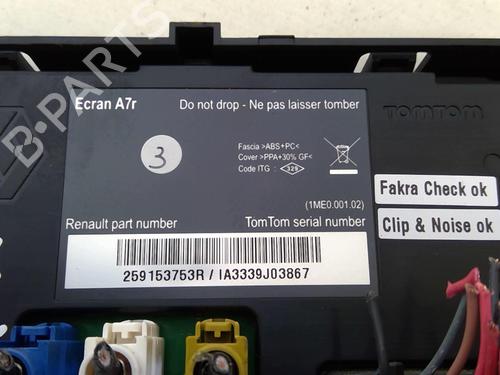 B-PARTS
Ecran A7r
Do not drop - Ne pas laisser tomber
TOMTOM
3
Fascia >ABS+PC<
Cover >PPA+30% GF<
Code ITG : 326
(1ME0.001.02)
Fakra Check ok
Clip & Noise ok
Renault part number
TomTom serial number
259153753R / IA3339J03867